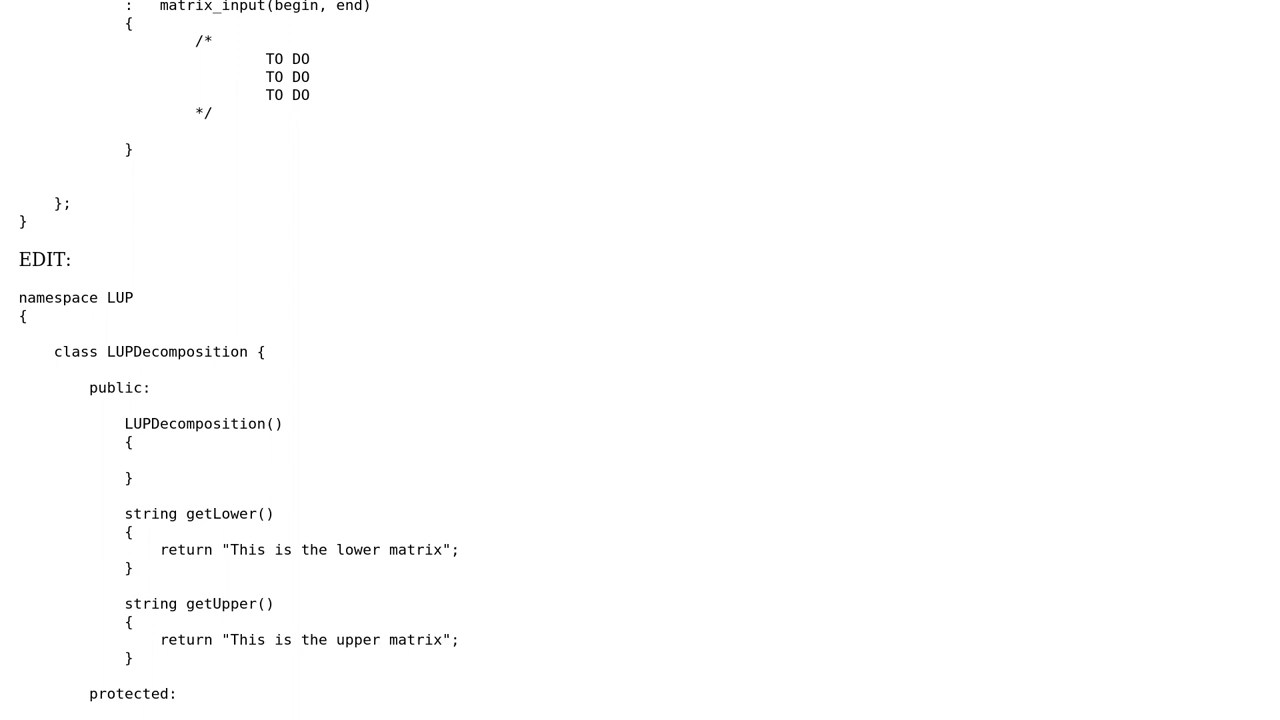 :   matrix_input(begin, end)
{
/*
TO DO
TO DO
TO DO
*/
}
};
}
EDIT:
namespace LUP
{
class LUPDecomposition {
public:
LUPDecomposition()
{
}
string getLower()
{
return "This is the lower matrix";
}
string getUpper()
{
return "This is the upper matrix";
}
protected: